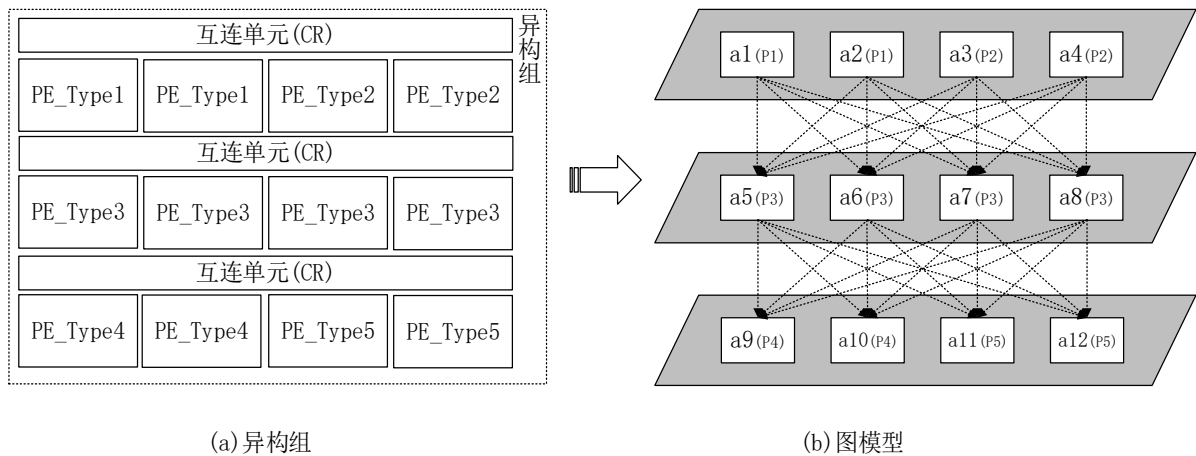 互连单元(CR)
异构组
PE_Type1 PE_Type1 PE_Type2 PE_Type2
互连单元(CR)
PE_Type3 PE_Type3 PE_Type3 PE_Type3
互连单元(CR)
PE_Type4 PE_Type4 PE_Type5 PE_Type5
(a)异构组
a1(P1) a2(P1) a3(P2) a4(P2)
a5(P3) a6(P3) a7(P3) a8(P3)
a9(P4) a10(P4) a11(P5) a12(P5)
(b)图模型